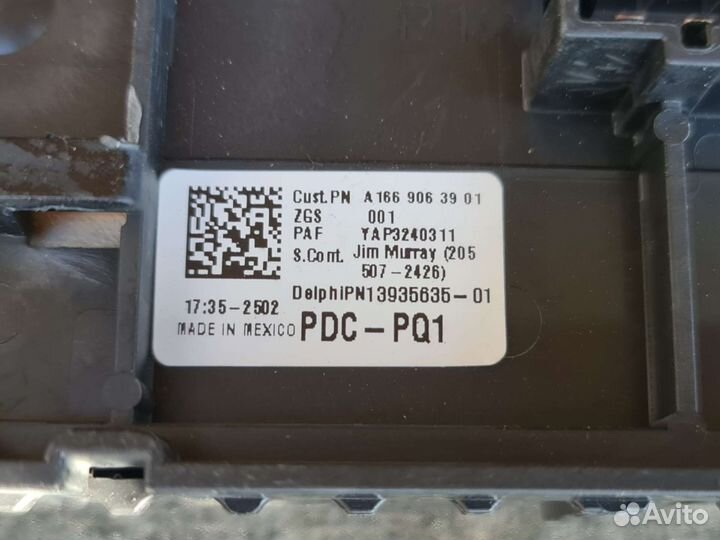 Cust.PN A 166 906 39 01
ZGS 001
PAF YAP3240311
S.Cont. Jim Murray (205
507-2426)
DelphiPN13935635-01
17:35-2502
MADE IN MEXICO PDC-PQ1
Avito